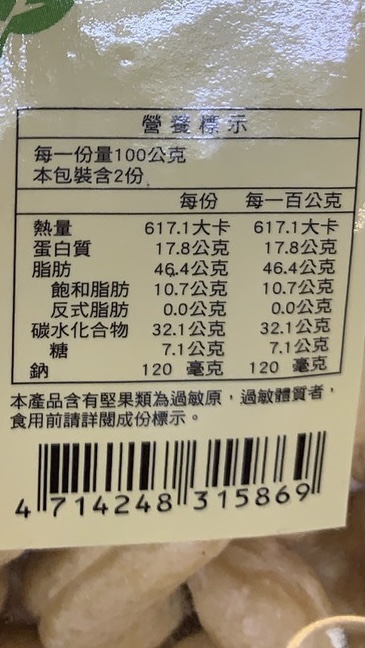 營養標示
每一份量100公克
本包裝含2份
每份 每一百公克
熱量 617.1大卡 617.1大卡
蛋白質 17.8公克 17.8公克
脂肪 46.4公克 46.4公克
飽和脂肪 10.7公克 10.7公克
反式脂肪 0.0公克 0.0公克
碳水化合物 32.1公克 32.1公克
糖 7.1公克 7.1公克
鈉 120 毫克 120 毫克
本產品含有堅果類為過敏原，過敏體質者，
食用前請詳閱成份標示。
4 714248 315869